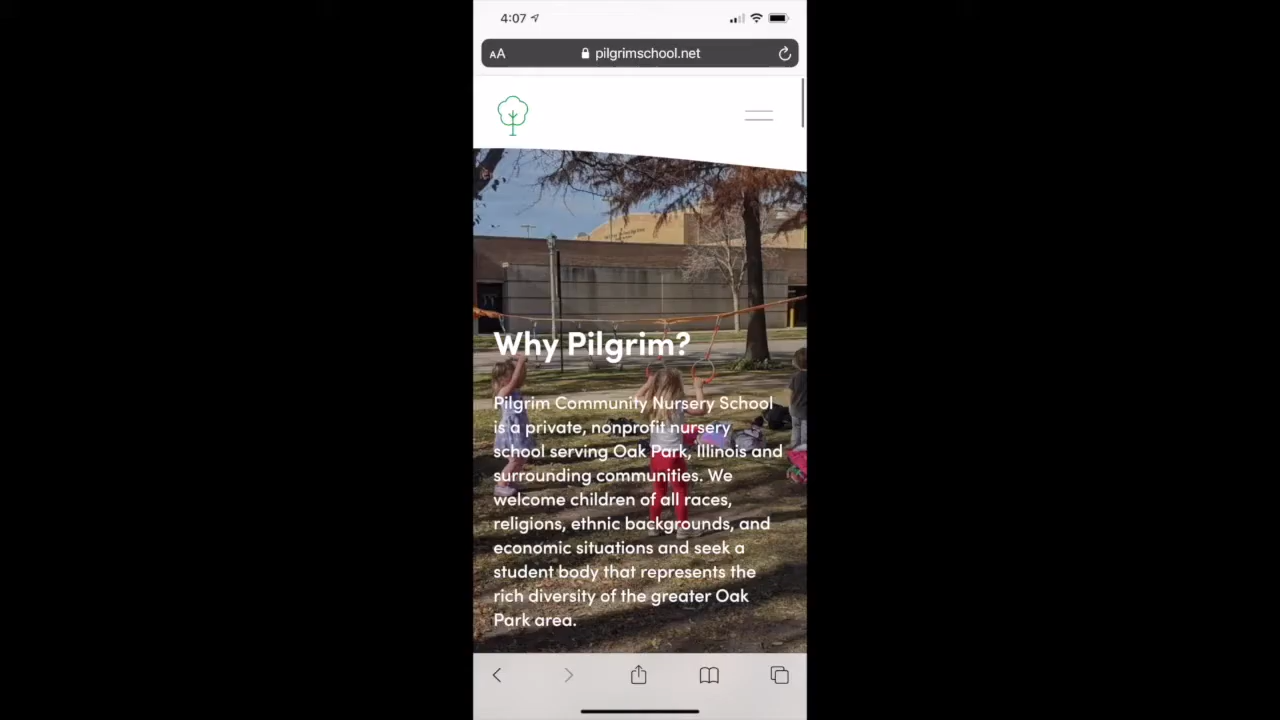 4:07
AA pilgrimschool.net
Why Pilgrim?
Pilgrim Community Nursery School
is a private, nonprofit nursery
school serving Oak Park, Illinois and
surrounding communities. We
welcome children of all races,
religions, ethnic backgrounds, and
economic situations and seek a
student body that represents the
rich diversity of the greater Oak
Park area.